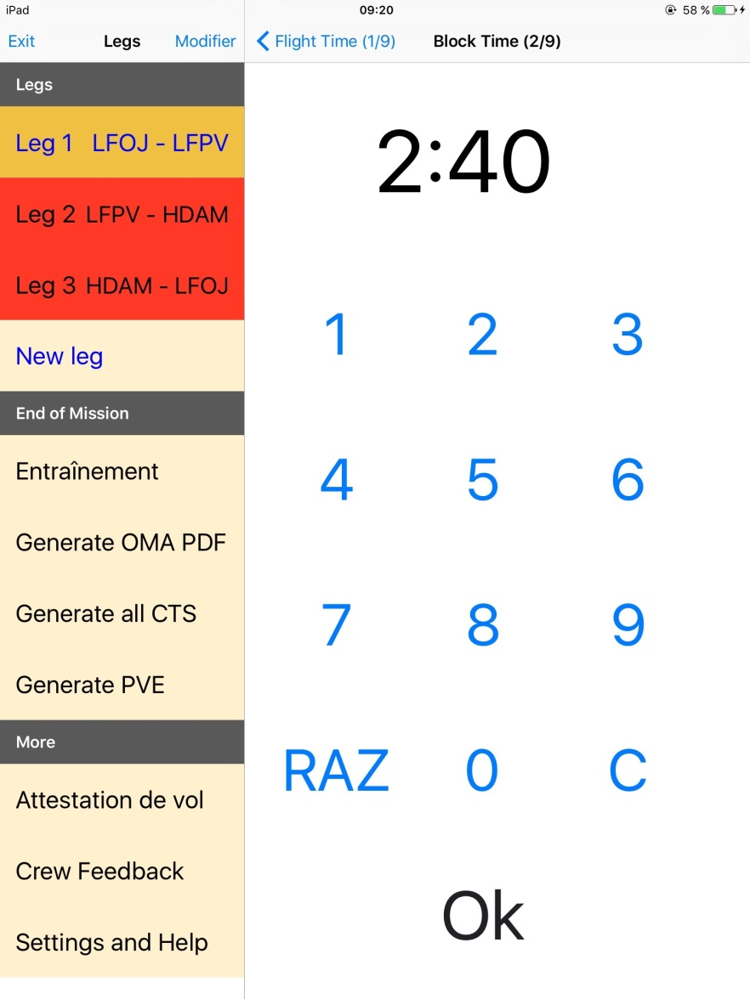 iPad 09:20 58 %
Exit Legs Modifier
Flight Time (1/9) Block Time (2/9)
Legs
Leg 1 LFOJ - LFPV
Leg 2 LFPV - HDAM
Leg 3 HDAM - LFOJ
New leg
End of Mission
Entraînement
Generate OMA PDF
Generate all CTS
Generate PVE
More
Attestation de vol
Crew Feedback
Settings and Help
2:40
1 2 3
4 5 6
7 8 9
RAZ 0 C
Ok